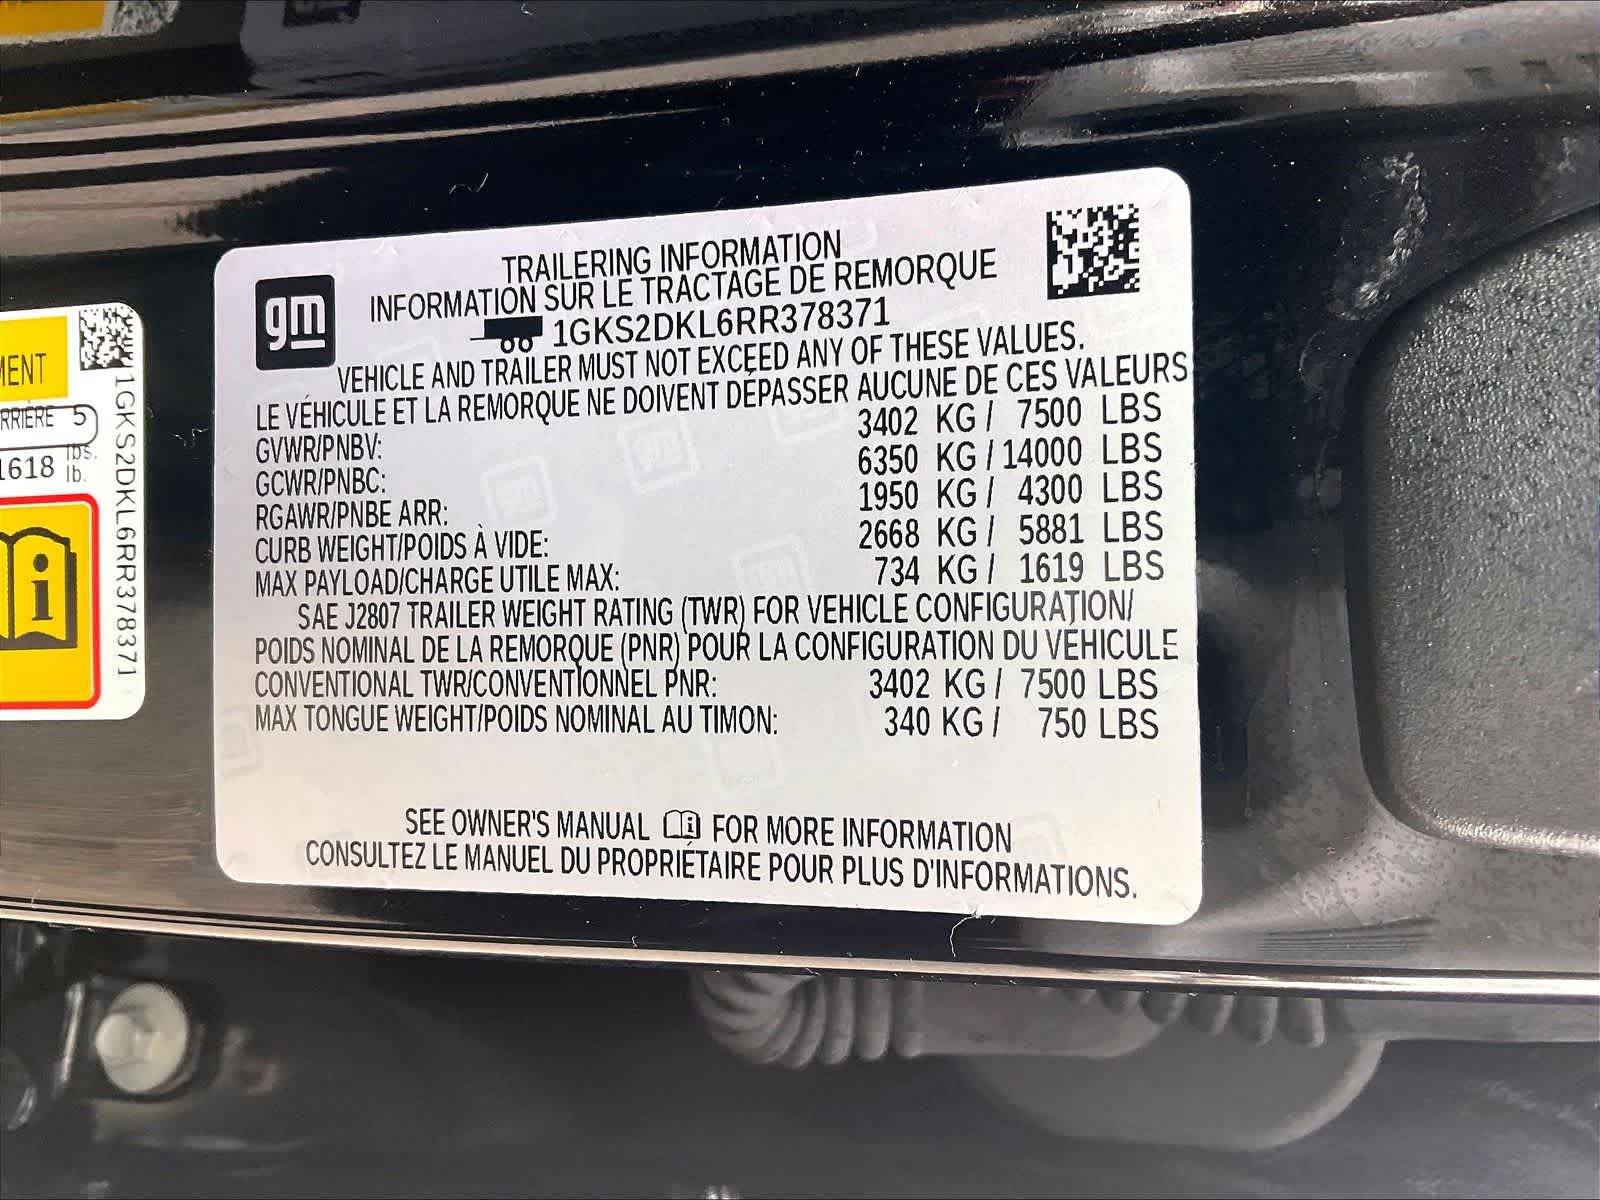 MENT
RRIÈRE 5
1618 lbs.
lb.
1GKS2DKL6RR378371
gm
TRAILERING INFORMATION
INFORMATION SUR LE TRACTAGE DE REMORQUE
1GKS2DKL6RR378371
VEHICLE AND TRAILER MUST NOT EXCEED ANY OF THESE VALUES.
LE VÉHICULE ET LA REMORQUE NE DOIVENT DÉPASSER AUCUNE DE CES VALEURS
GVWR/PNBV: 3402 KG / 7500 LBS
GCWR/PNBC: 6350 KG / 14000 LBS
RGAWR/PNBE ARR: 1950 KG / 4300 LBS
CURB WEIGHT/POIDS À VIDE: 2668 KG / 5881 LBS
MAX PAYLOAD/CHARGE UTILE MAX: 734 KG / 1619 LBS
SAE J2807 TRAILER WEIGHT RATING (TWR) FOR VEHICLE CONFIGURATION/
POIDS NOMINAL DE LA REMORQUE (PNR) POUR LA CONFIGURATION DU VÉHICULE
CONVENTIONAL TWR/CONVENTIONNEL PNR: 3402 KG / 7500 LBS
MAX TONGUE WEIGHT/POIDS NOMINAL AU TIMON: 340 KG / 750 LBS
SEE OWNER'S MANUAL FOR MORE INFORMATION
CONSULTEZ LE MANUEL DU PROPRIÉTAIRE POUR PLUS D'INFORMATIONS.